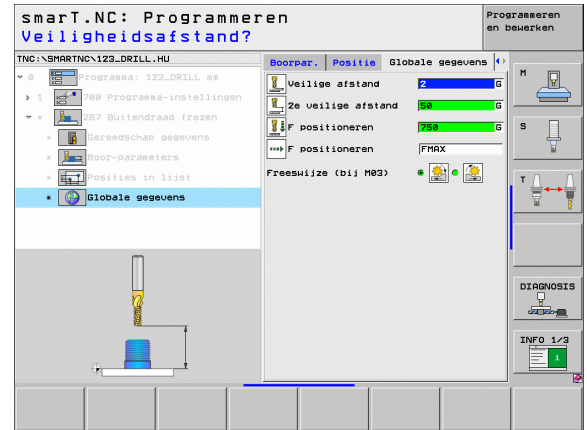 smarT.NC: Programmeren
Veiligheidsafstand?
Programmeren
en bewerken
TNC:\SMARTNC\123_DRILL.HU
0 Programma: 123_DRILL mm
1 700 Programma-instellingen
* 267 Buitendraad frezen
* Gereedschap gegevens
* Boor-parameters
* Posities in lijst
* Globale gegevens
Boorpar. Positie Globale gegevens
Veilige afstand 2 G
2e veilige afstand 50 G
F positioneren 750 G
F positioneren FMAX
Freeswijze (bij M03)
M
S
T
DIAGNOSIS
INFO 1/3